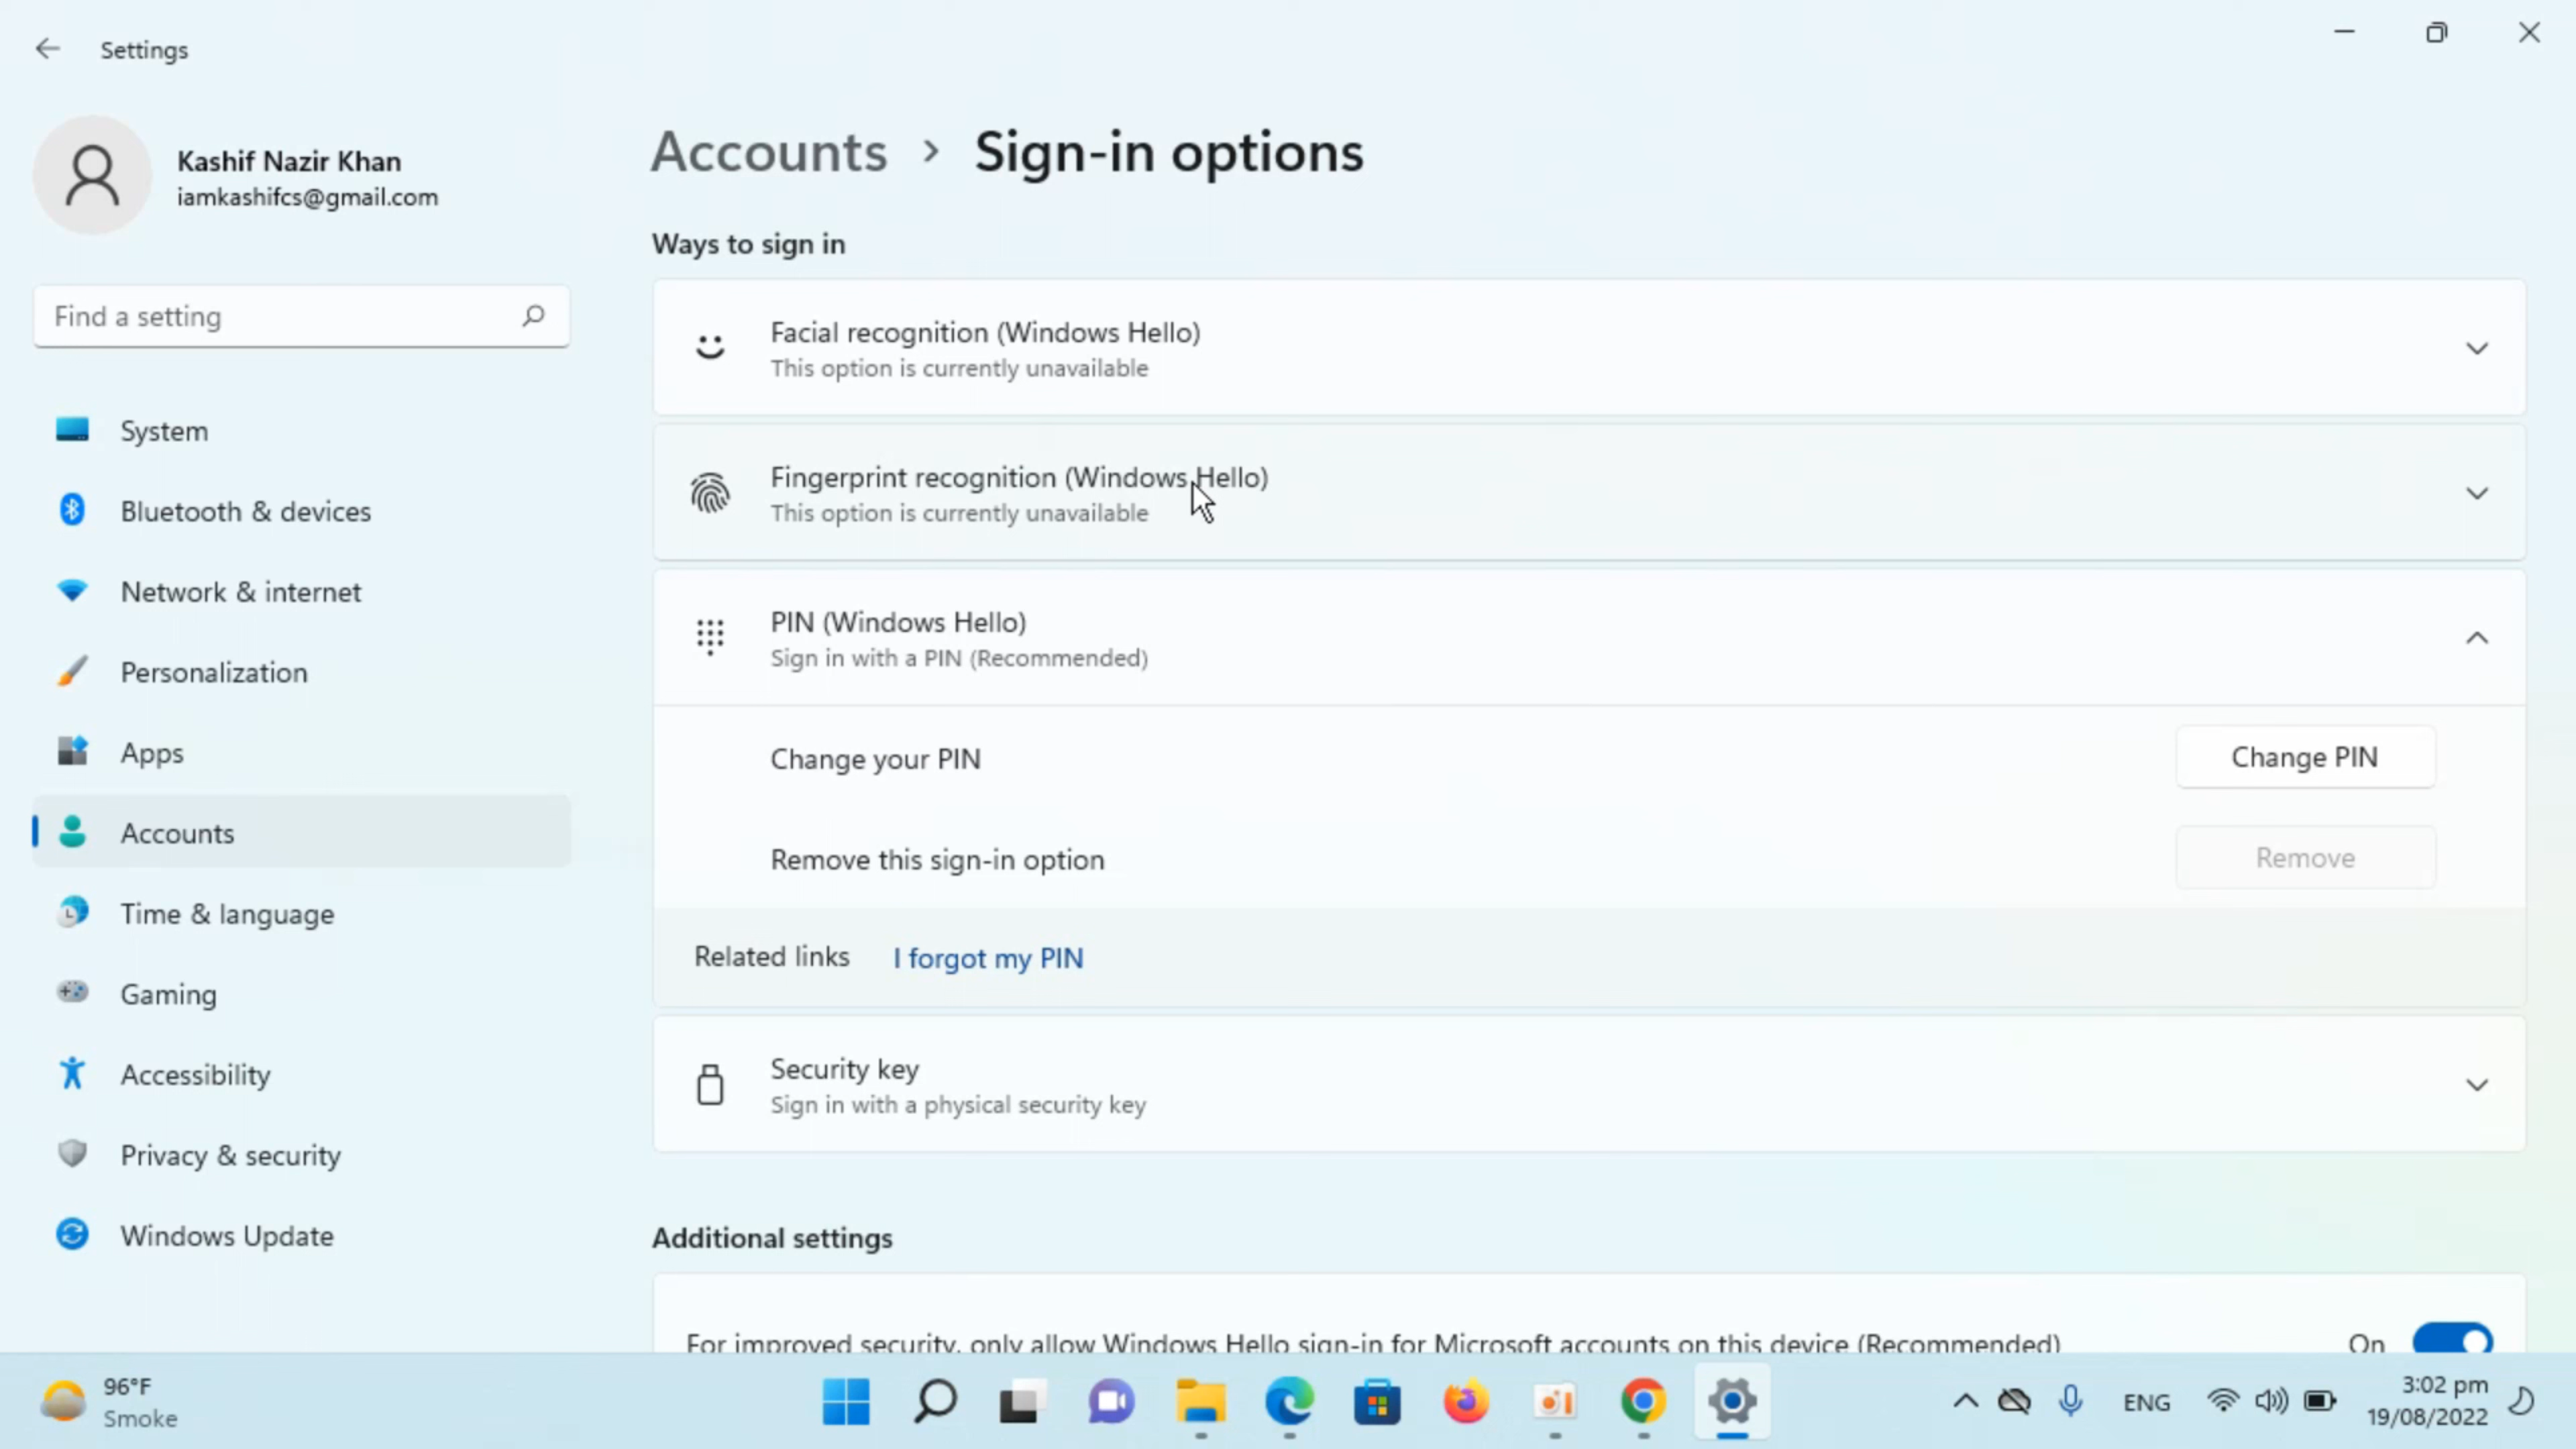 Settings
Kashif Nazir Khan
iamkashifcs@gmail.com
Find a setting
System
Bluetooth & devices
Network & internet
Personalization
Apps
Accounts
Time & language
Gaming
Accessibility
Privacy & security
Windows Update
Accounts > Sign-in options
Ways to sign in
Facial recognition (Windows Hello)
This option is currently unavailable
Fingerprint recognition (Windows Hello)
This option is currently unavailable
PIN (Windows Hello)
Sign in with a PIN (Recommended)
Change your PIN
Change PIN
Remove this sign-in option
Remove
Related links I forgot my PIN
Security key
Sign in with a physical security key
Additional settings
For improved security, only allow Windows Hello sign-in for Microsoft accounts on this device (Recommended)
On
96°F
Smoke
ENG
3:02 pm
19/08/2022